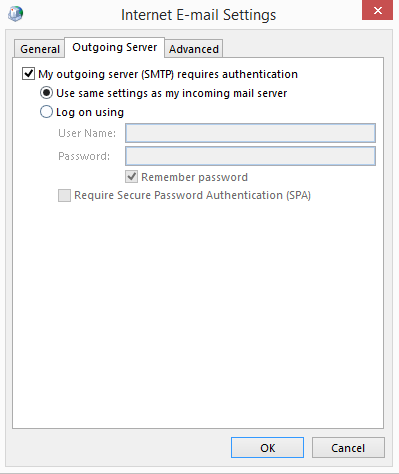 Internet E-mail Settings
General Outgoing Server Advanced
My outgoing server (SMTP) requires authentication
Use same settings as my incoming mail server
Log on using
User Name:
Password:
Remember password
Require Secure Password Authentication (SPA)
OK Cancel